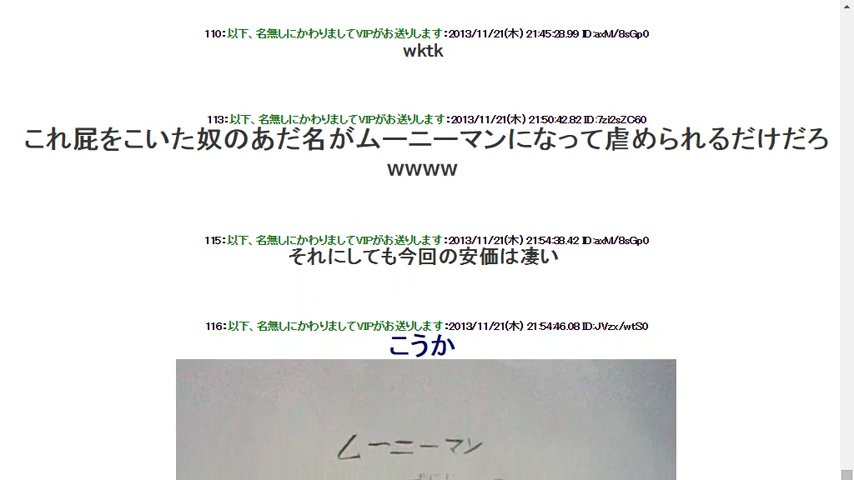 110：以下、名無しにかわりましてVIPがお送りします：2013/11/21(木) 21:45:28.99 ID:axM/8sGp0
wktk
113：以下、名無しにかわりましてVIPがお送りします：2013/11/21(木) 21:50:42.82 ID:7zi2sZC60
これ屁をこいた奴のあだ名がムーニーマンになって虐められるだけだろ
wwww
115：以下、名無しにかわりましてVIPがお送りします：2013/11/21(木) 21:54:38.42 ID:axM/8sGp0
それにしても今回の安価は凄い
116：以下、名無しにかわりましてVIPがお送りします：2013/11/21(木) 21:54:46.08 ID:JVzx/wtS0
こうか
ムーニーマン